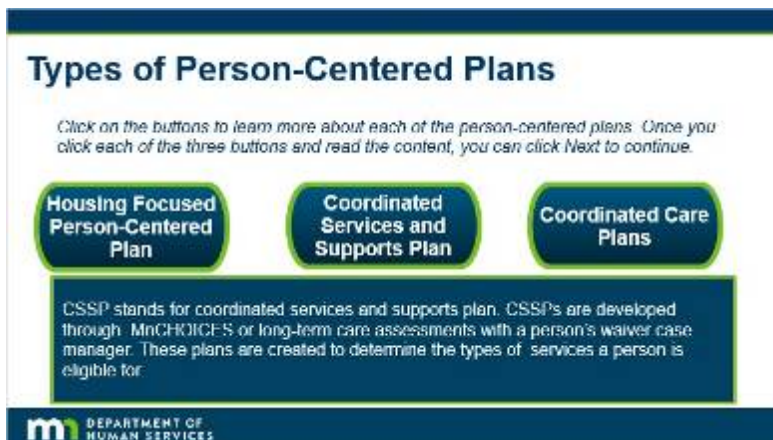 Types of Person-Centered Plans
Click on the buttons to learn more about each of the person-centered plans. Once you
click each of the three buttons and read the content, you can click Next to continue.
Housing Focused
Person-Centered
Plan
Coordinated
Services and
Supports Plan
Coordinated Care
Plans
CSSP stands for coordinated services and supports plan. CSSPs are developed
through MnCHOICES or long-term care assessments with a person's waiver case
manager. These plans are created to determine the types of services a person is
eligible for.
DEPARTMENT OF
HUMAN SERVICES